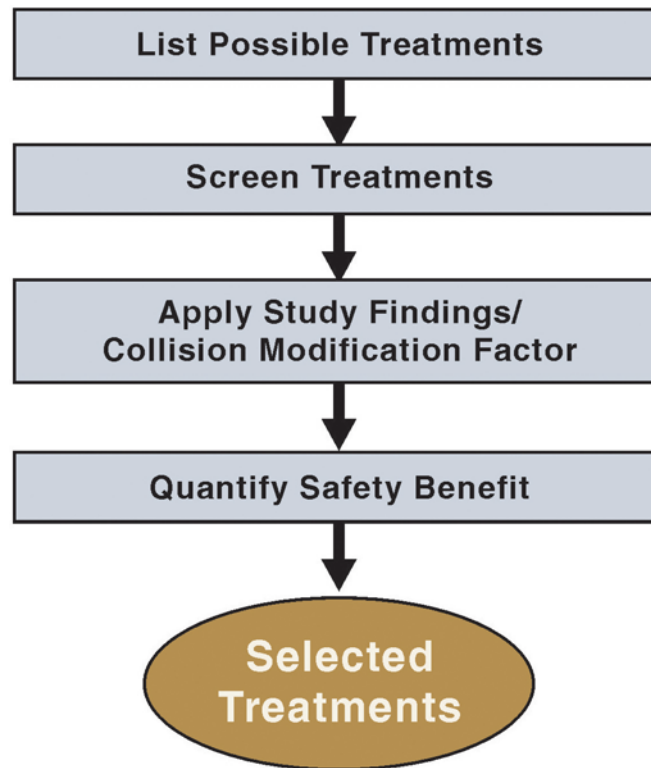 List Possible Treatments
Screen Treatments
Apply Study Findings/
Collision Modification Factor
Quantify Safety Benefit
Selected
Treatments